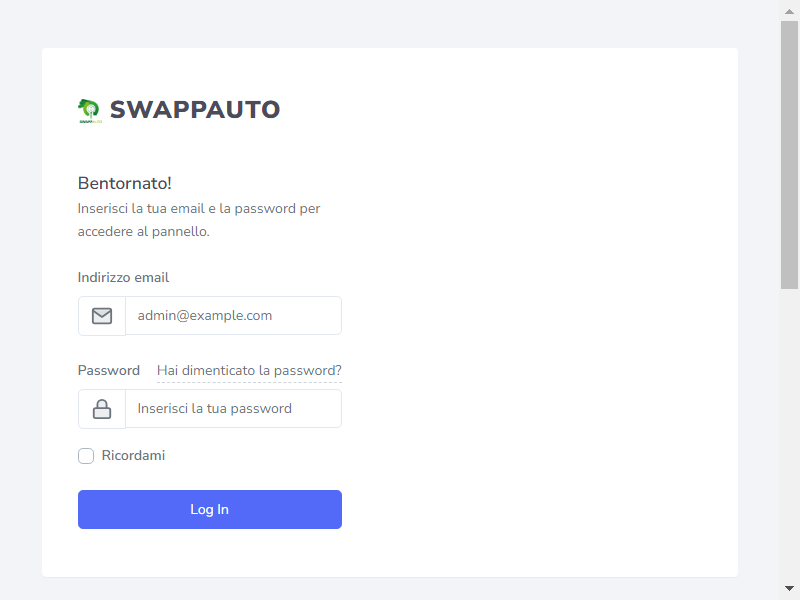 SWAPPAUTO
Bentornato!
Inserisci la tua email e la password per
accedere al pannello.
Indirizzo email
admin@example.com
Password Hai dimenticato la password?
Inserisci la tua password
Ricordami
Log In